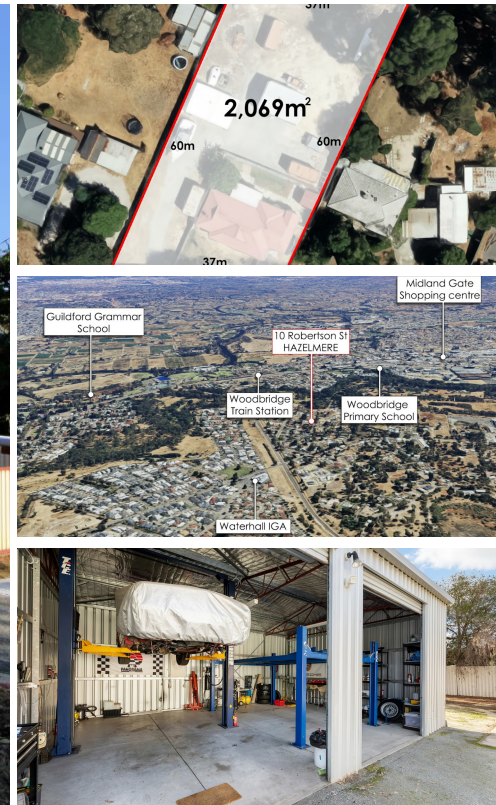 37m
2,069m²
60m
60m
37m
Midland Gate
Shopping centre
Guildford Grammar
School
10 Robertson St
HAZELMERE
Woodbridge
Train Station
Woodbridge
Primary School
Waterhall IGA